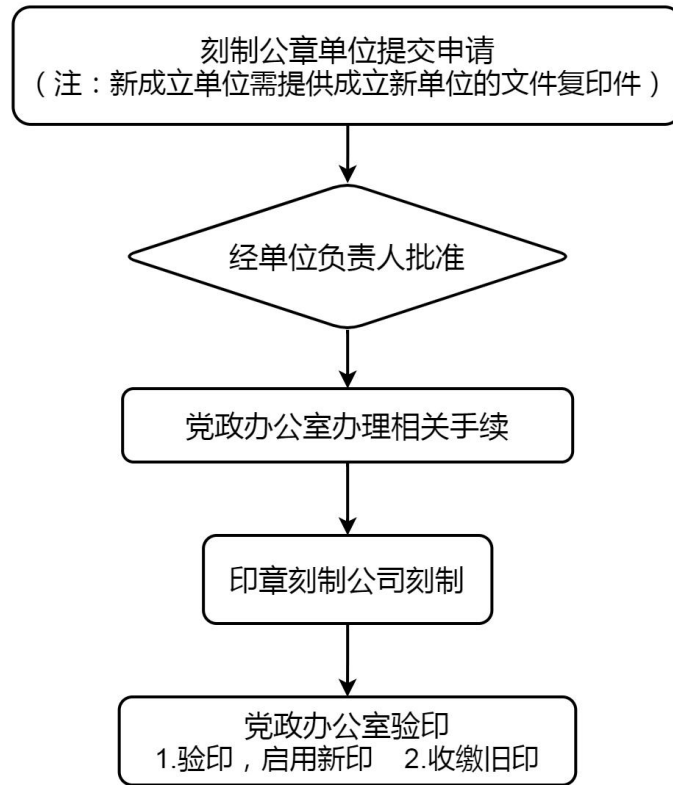 刻制公章单位提交申请
（注：新成立单位需提供成立新单位的文件复印件）
经单位负责人批准
党政办公室办理相关手续
印章刻制公司刻制
党政办公室验印
1.验印，启用新印 2.收缴旧印